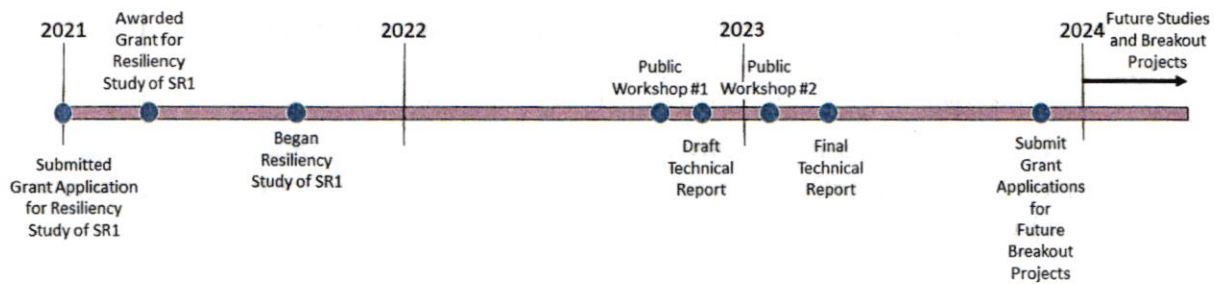 2021
Awarded
Grant for
Resiliency
Study of SR1
2022
2023
2024
Future Studies
and Breakout
Projects
Public
Workshop #1
Public
Workshop #2
Submitted
Grant Application
for Resiliency
Study of SR1
Began
Resiliency
Study of SR1
Draft
Technical
Report
Final
Technical
Report
Submit
Grant
Applications
for
Future
Breakout
Projects